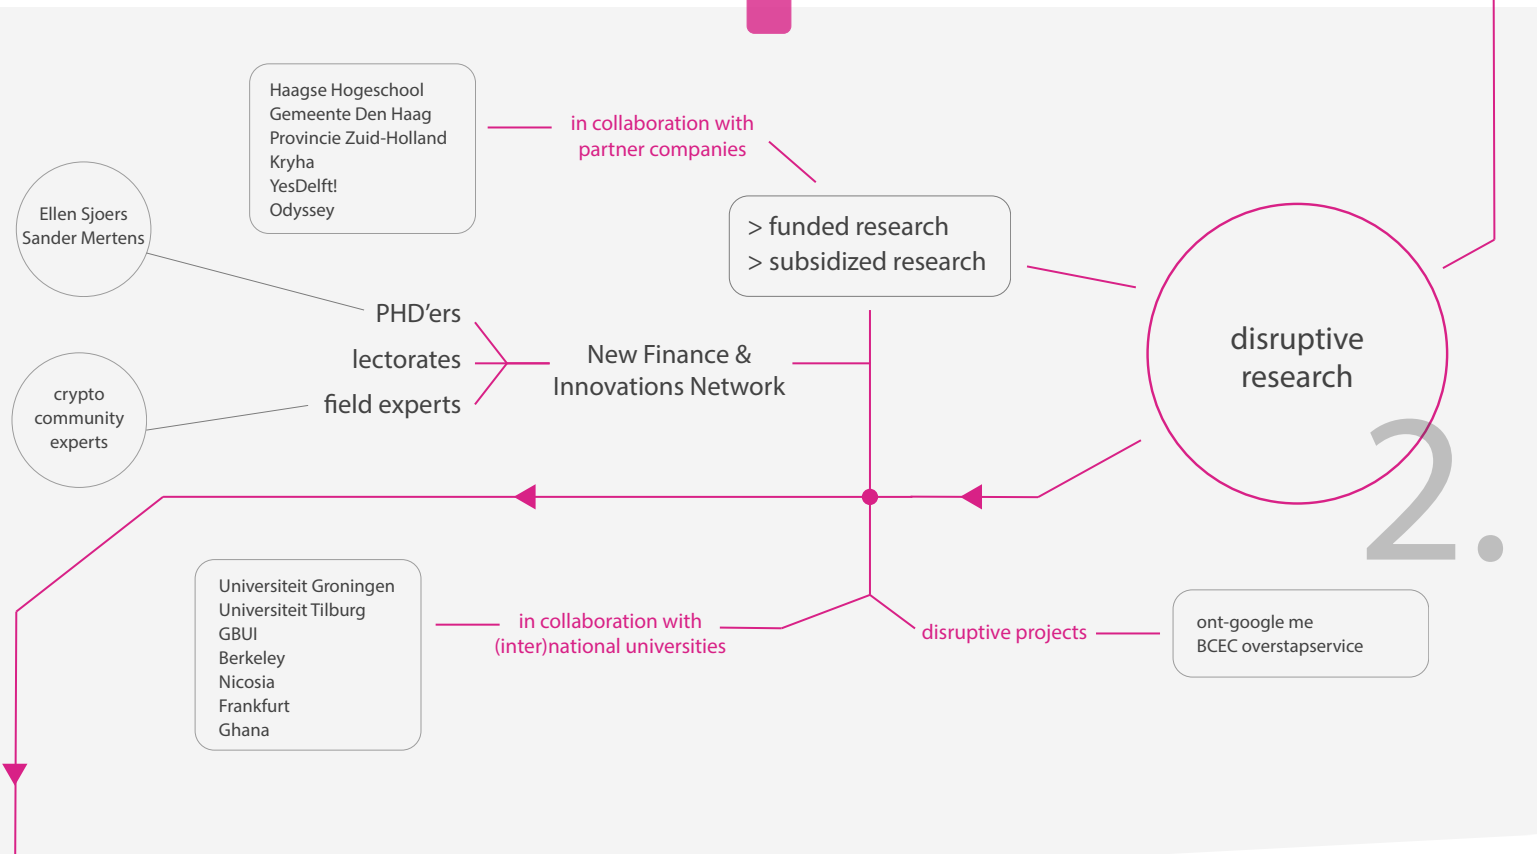 Haagse Hogeschool
Gemeente Den Haag
Provincie Zuid-Holland
Kryha
YesDelft!
Odyssey
in collaboration with
partner companies
Ellen Sjoers
Sander Mertens
> funded research
> subsidized research
PHD'ers
lectorates
field experts
New Finance &
Innovations Network
disruptive
research
2.
crypto
community
experts
Universiteit Groningen
Universiteit Tilburg
GBUI
Berkeley
Nicosia
Frankfurt
Ghana
in collaboration with
(inter)national universities
disruptive projects
ont-google me
BCEC overstapservice